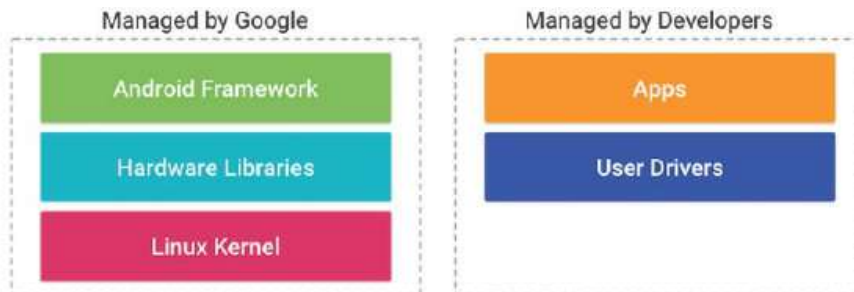 Managed by Google
Android Framework
Hardware Libraries
Linux Kernel
Managed by Developers
Apps
User Drivers